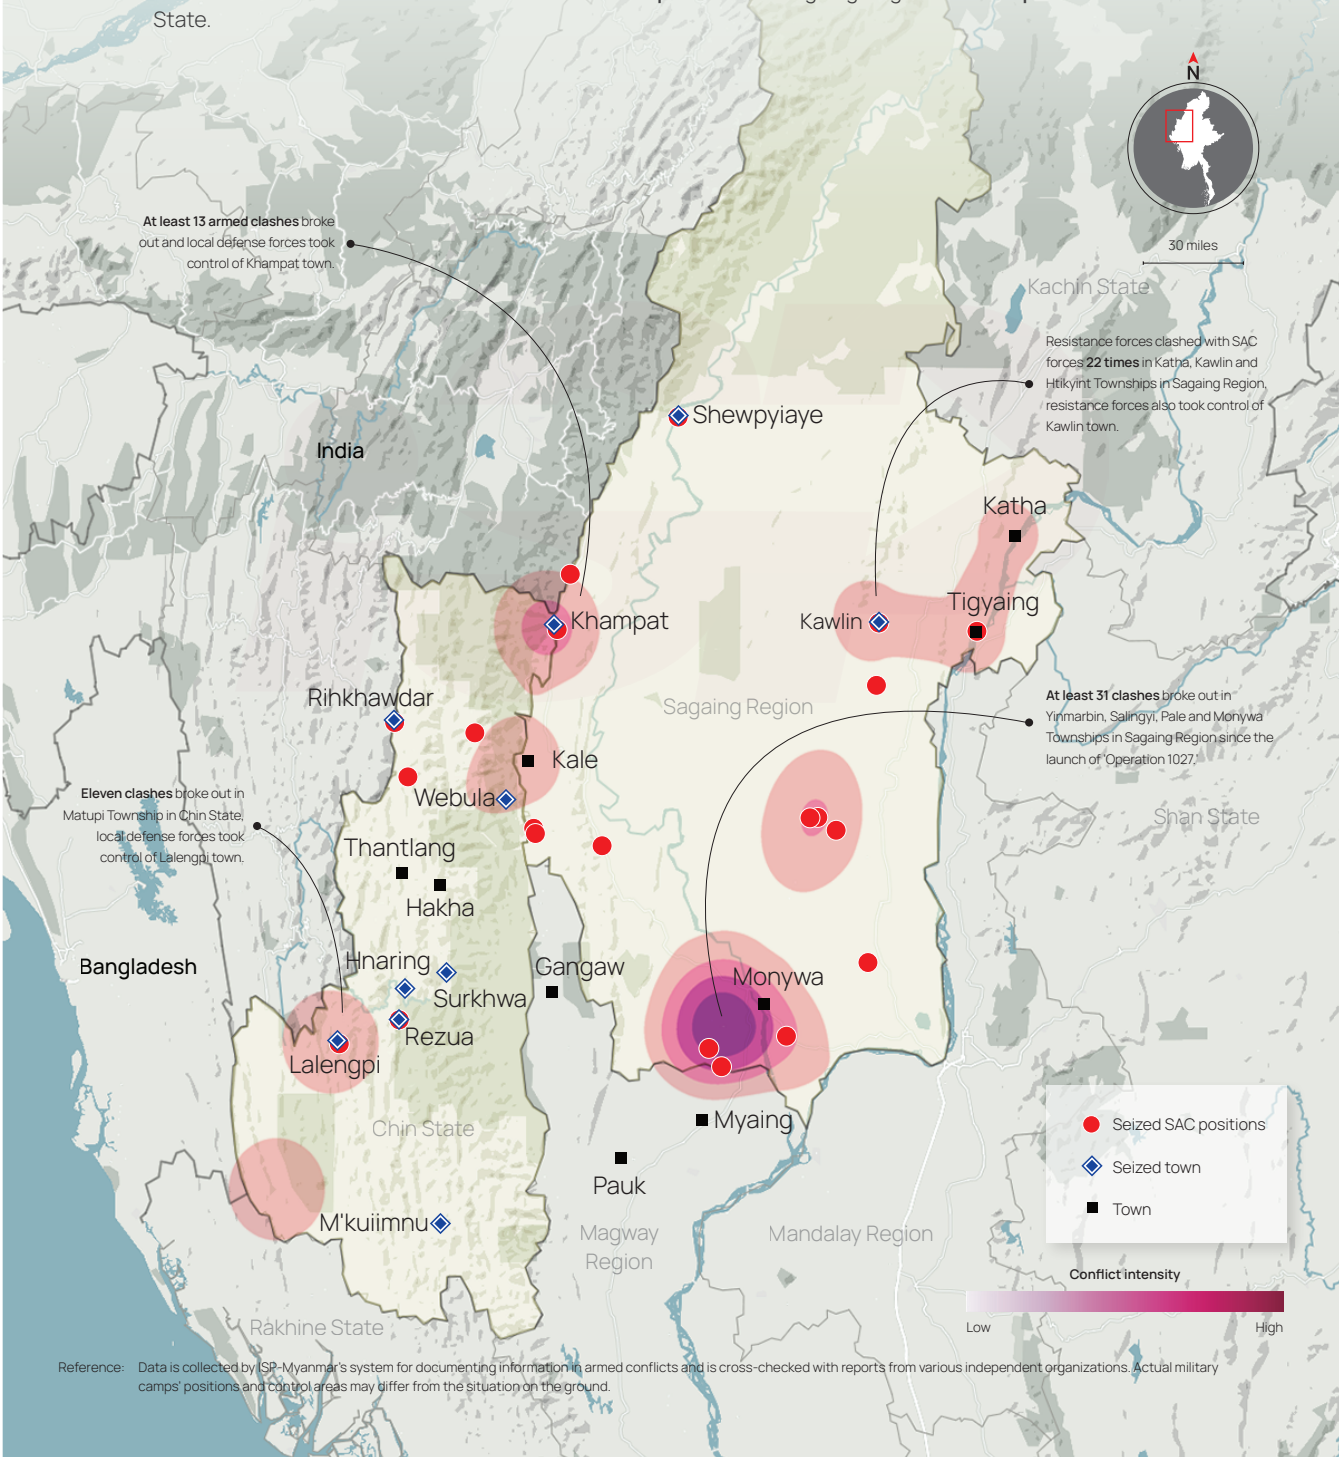 State.
N
30 miles
At least 13 armed clashes broke
out and local defense forces took
control of Khampat town.
Kachin State
Resistance forces clashed with SAC
forces 22 times in Katha, Kawlin and
Htikyint Townships in Sagaing Region,
resistance forces also took control of
Kawlin town.
Shewpyiaye
India
Katha
Tigyaing
Khampat
Kawlin
Rihkhawdar
Sagaing Region
At least 31 clashes broke out in
Yinmarbin, Salingyi, Pale and Monywa
Townships in Sagaing Region since the
launch of 'Operation 1027.'
Kale
Webula
Eleven clashes broke out in
Matupi Township in Chin State,
local defense forces took
control of Lalengpi town.
Shan State
Thantlang
Hakha
Bangladesh
Hnaring
Gangaw
Monywa
Surkhwa
Rezua
Lalengpi
Chin State
Myaing
Pauk
M'kuiimnu
Magway
Region
Mandalay Region
Rakhine State
Seized SAC positions
Seized town
Town
Conflict intensity
Low
High
Reference: Data is collected by ISP-Myanmar's system for documenting information in armed conflicts and is cross-checked with reports from various independent organizations. Actual military
camps' positions and control areas may differ from the situation on the ground.